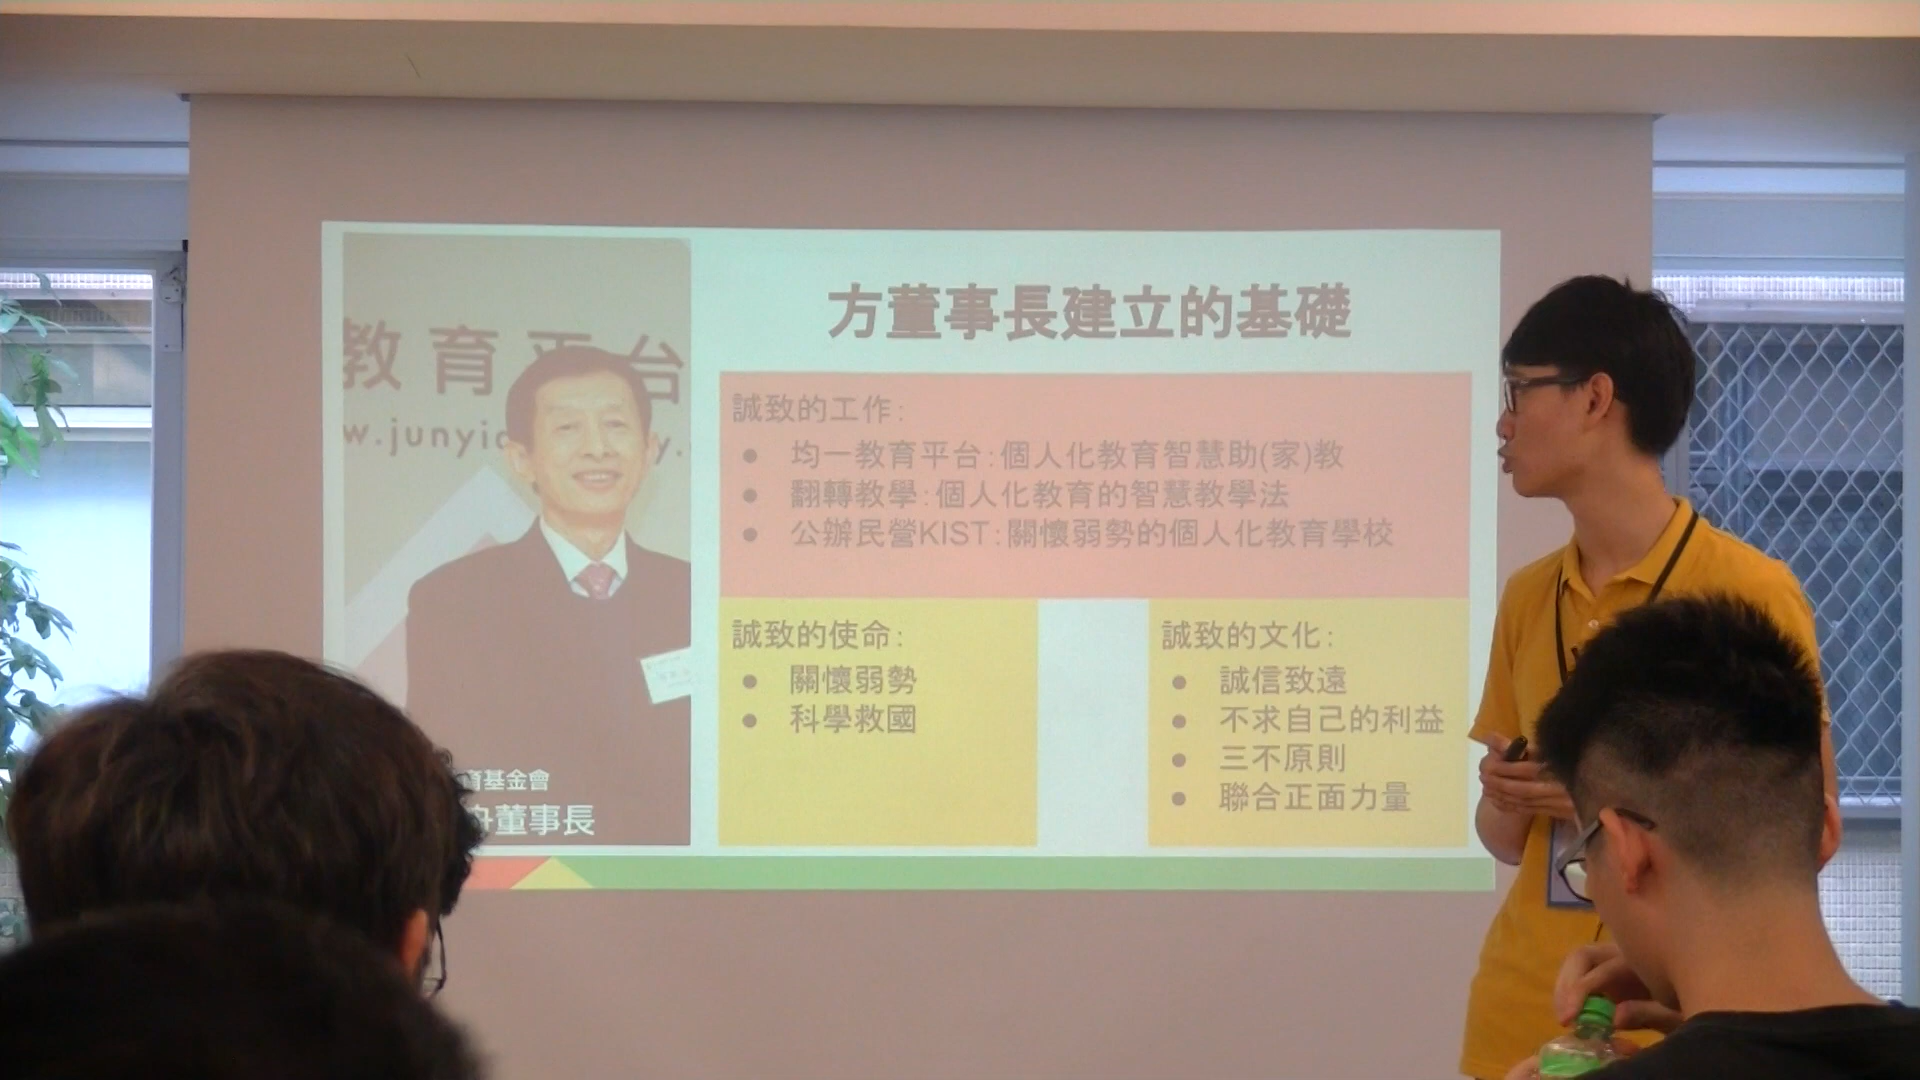 方董事長建立的基礎
教育平台
w.junyic
y.
育基金會
舟董事長
誠致的工作:
● 均一教育平台:個人化教育智慧助(家)教
● 翻轉教學:個人化教育的智慧教學法
● 公辦民營KIST:關懷弱勢的個人化教育學校
誠致的使命:
● 關懷弱勢
● 科學救國
誠致的文化:
● 誠信致遠
● 不求自己的利益
● 三不原則
● 聯合正面力量